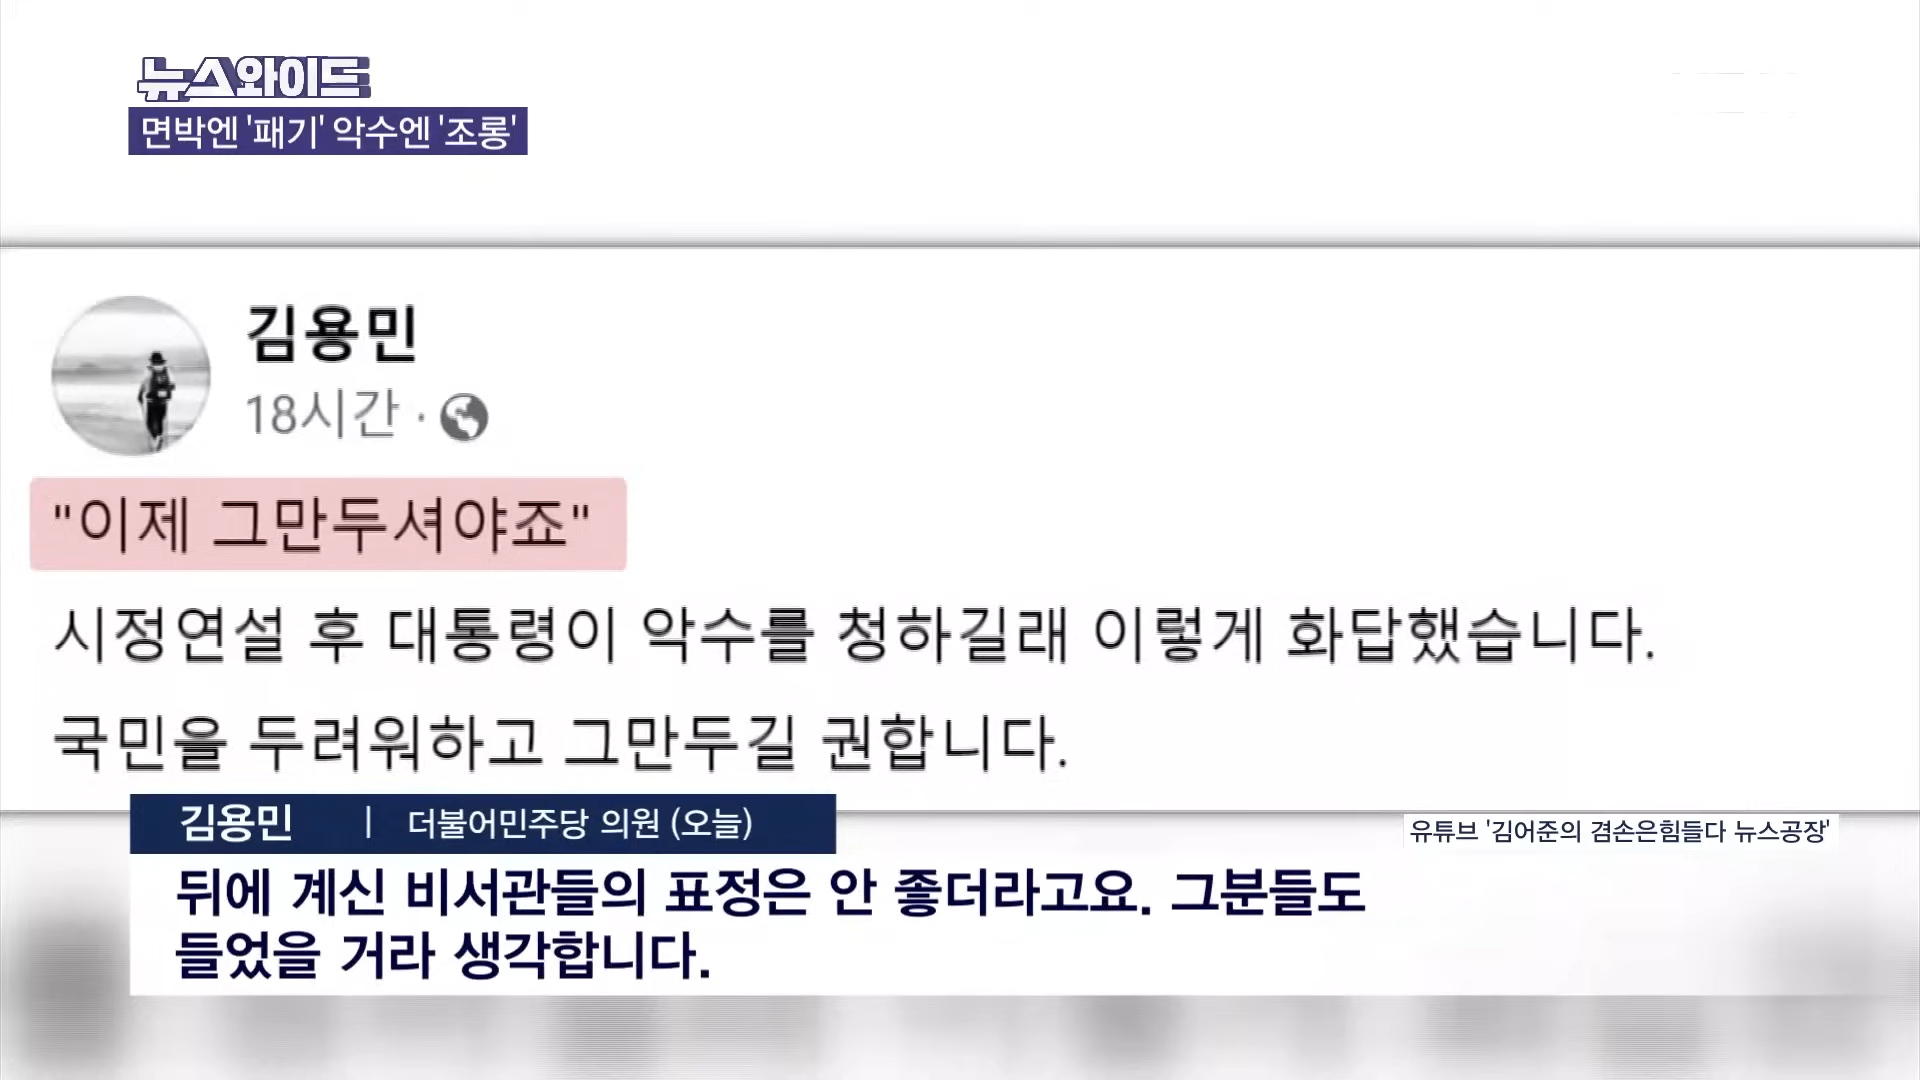 뉴스와이드
면박엔 '패기' 악수엔 '조롱'
김용민
18시간 ·
"이제 그만두셔야죠"
시정연설 후 대통령이 악수를 청하길래 이렇게 화답했습니다.
국민을 두려워하고 그만두길 권합니다.
김용민 | 더불어민주당 의원 (오늘)
유튜브 '김어준의 겸손은힘들다 뉴스공장'
뒤에 계신 비서관들의 표정은 안 좋더라고요. 그분들도
들었을 거라 생각합니다.